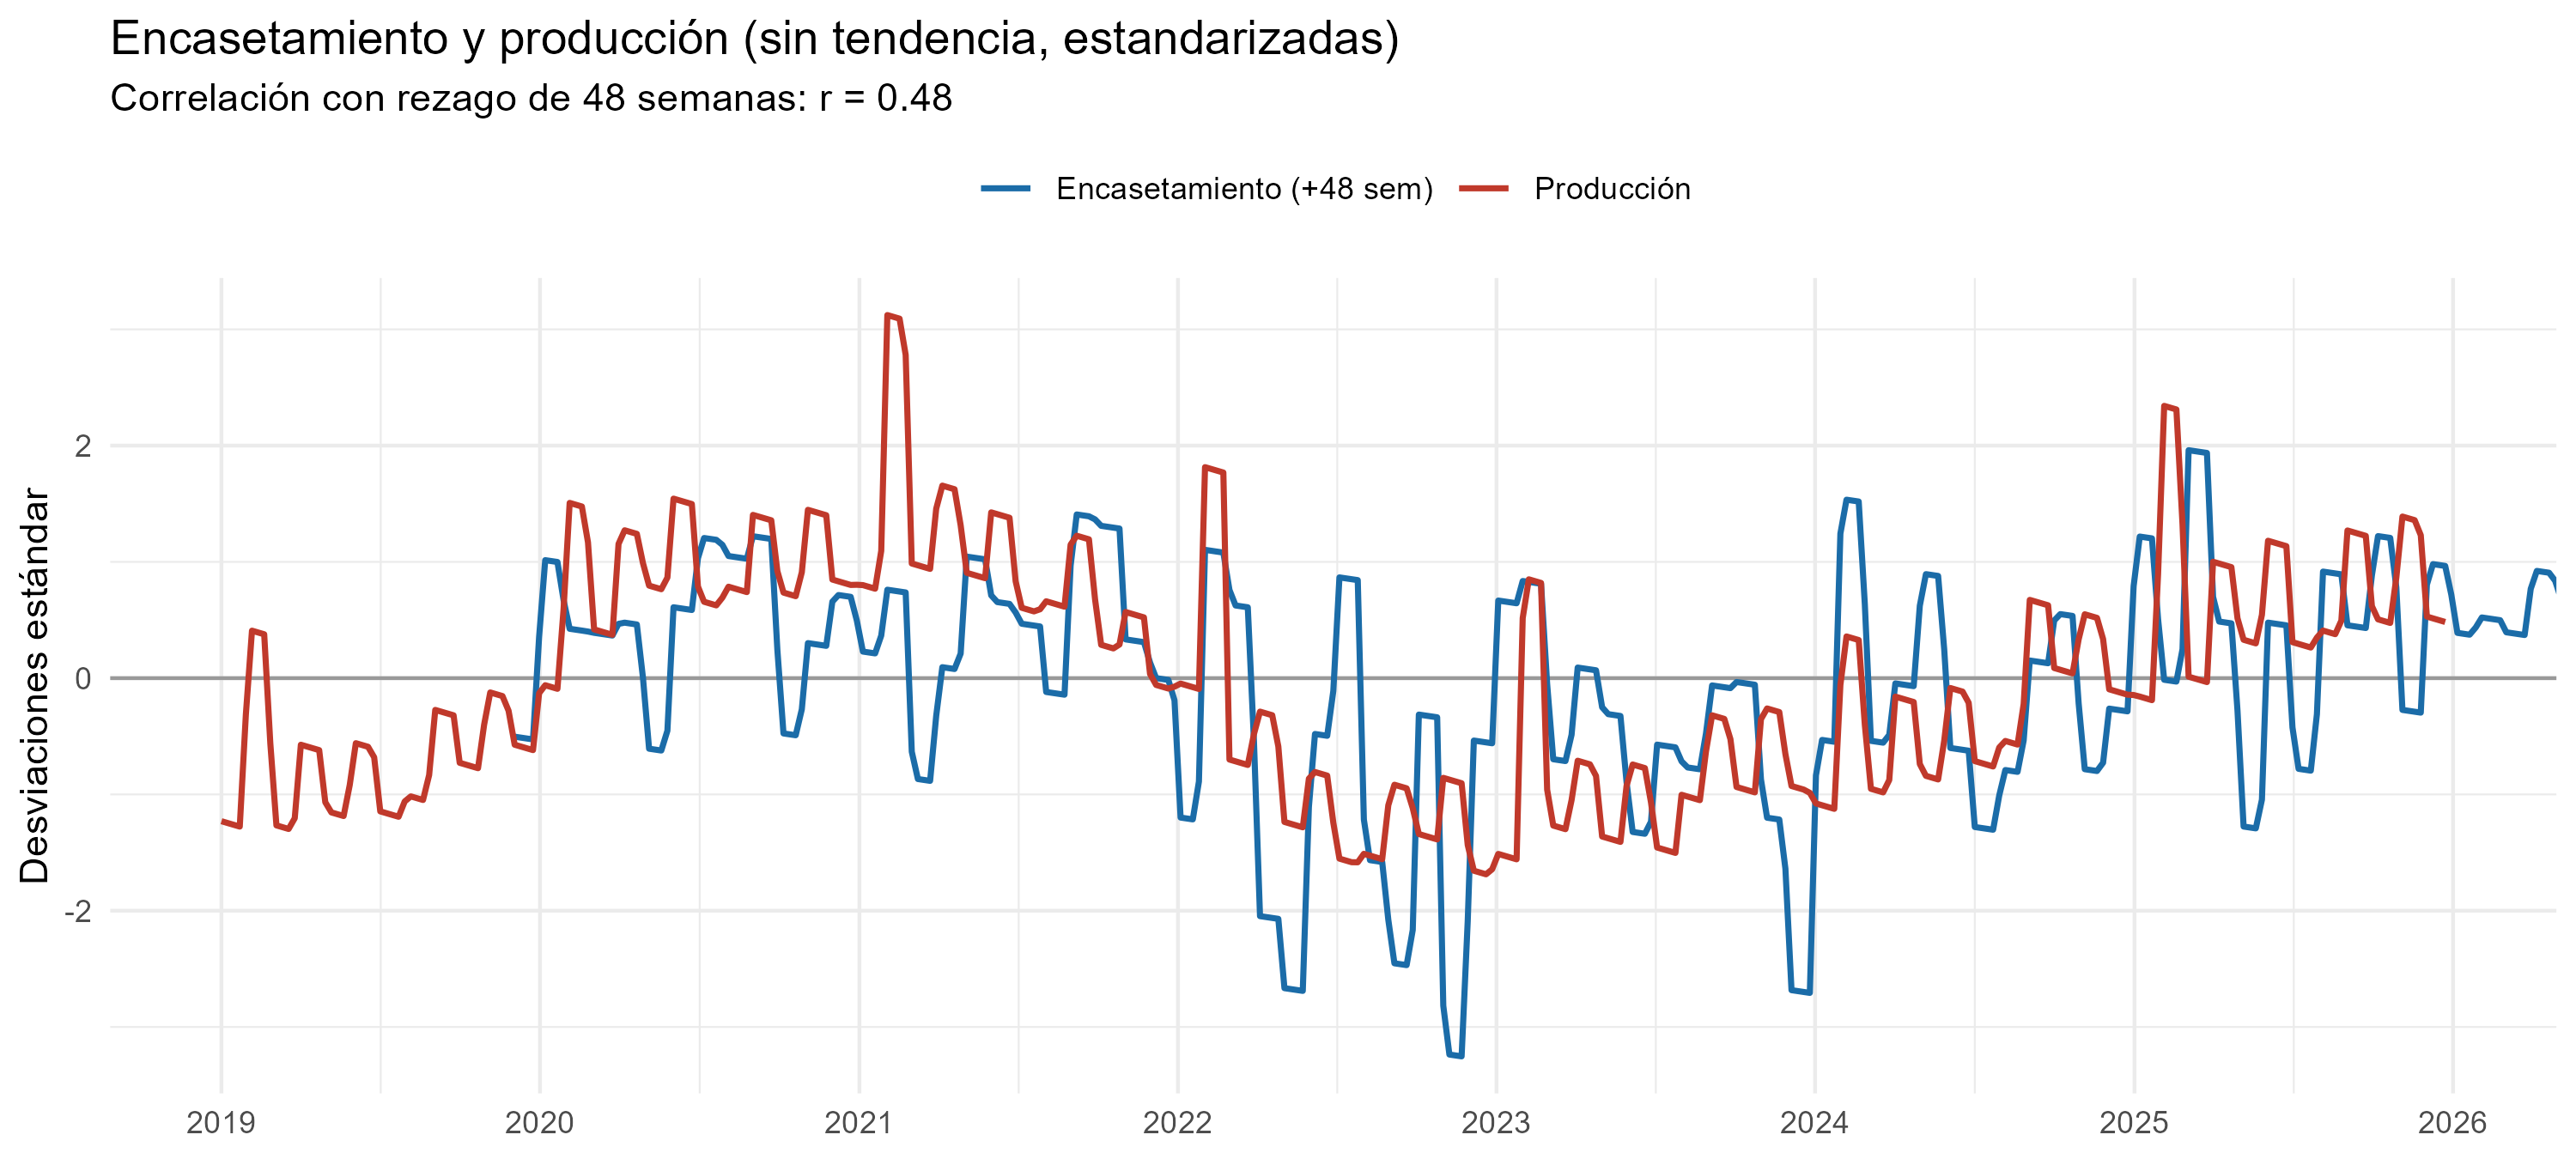 Encasetamiento y producción (sin tendencia, estandarizadas)
Correlación con rezago de 48 semanas: r = 0.48
Encasetamiento (+48 sem)
Producción
Desviaciones estándar
2
0
-2
2019
2020
2021
2022
2023
2024
2025
2026